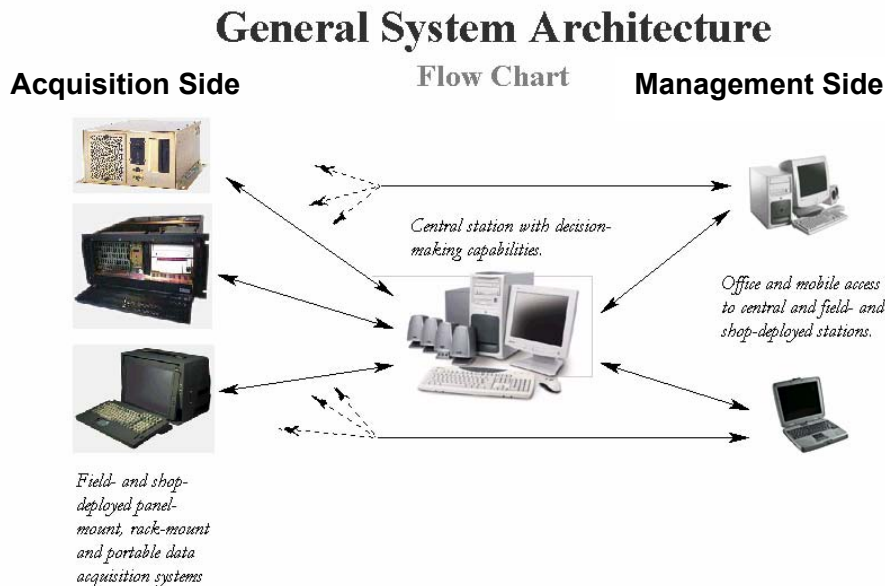 General System Architecture
Flow Chart
Acquisition Side
Management Side
Central station with decision-
making capabilities.
Office and mobile access
to central and field- and
shop-deployed stations.
Field- and shop-
deployed panel-
mount, rack-mount
and portable data
acquisition systems